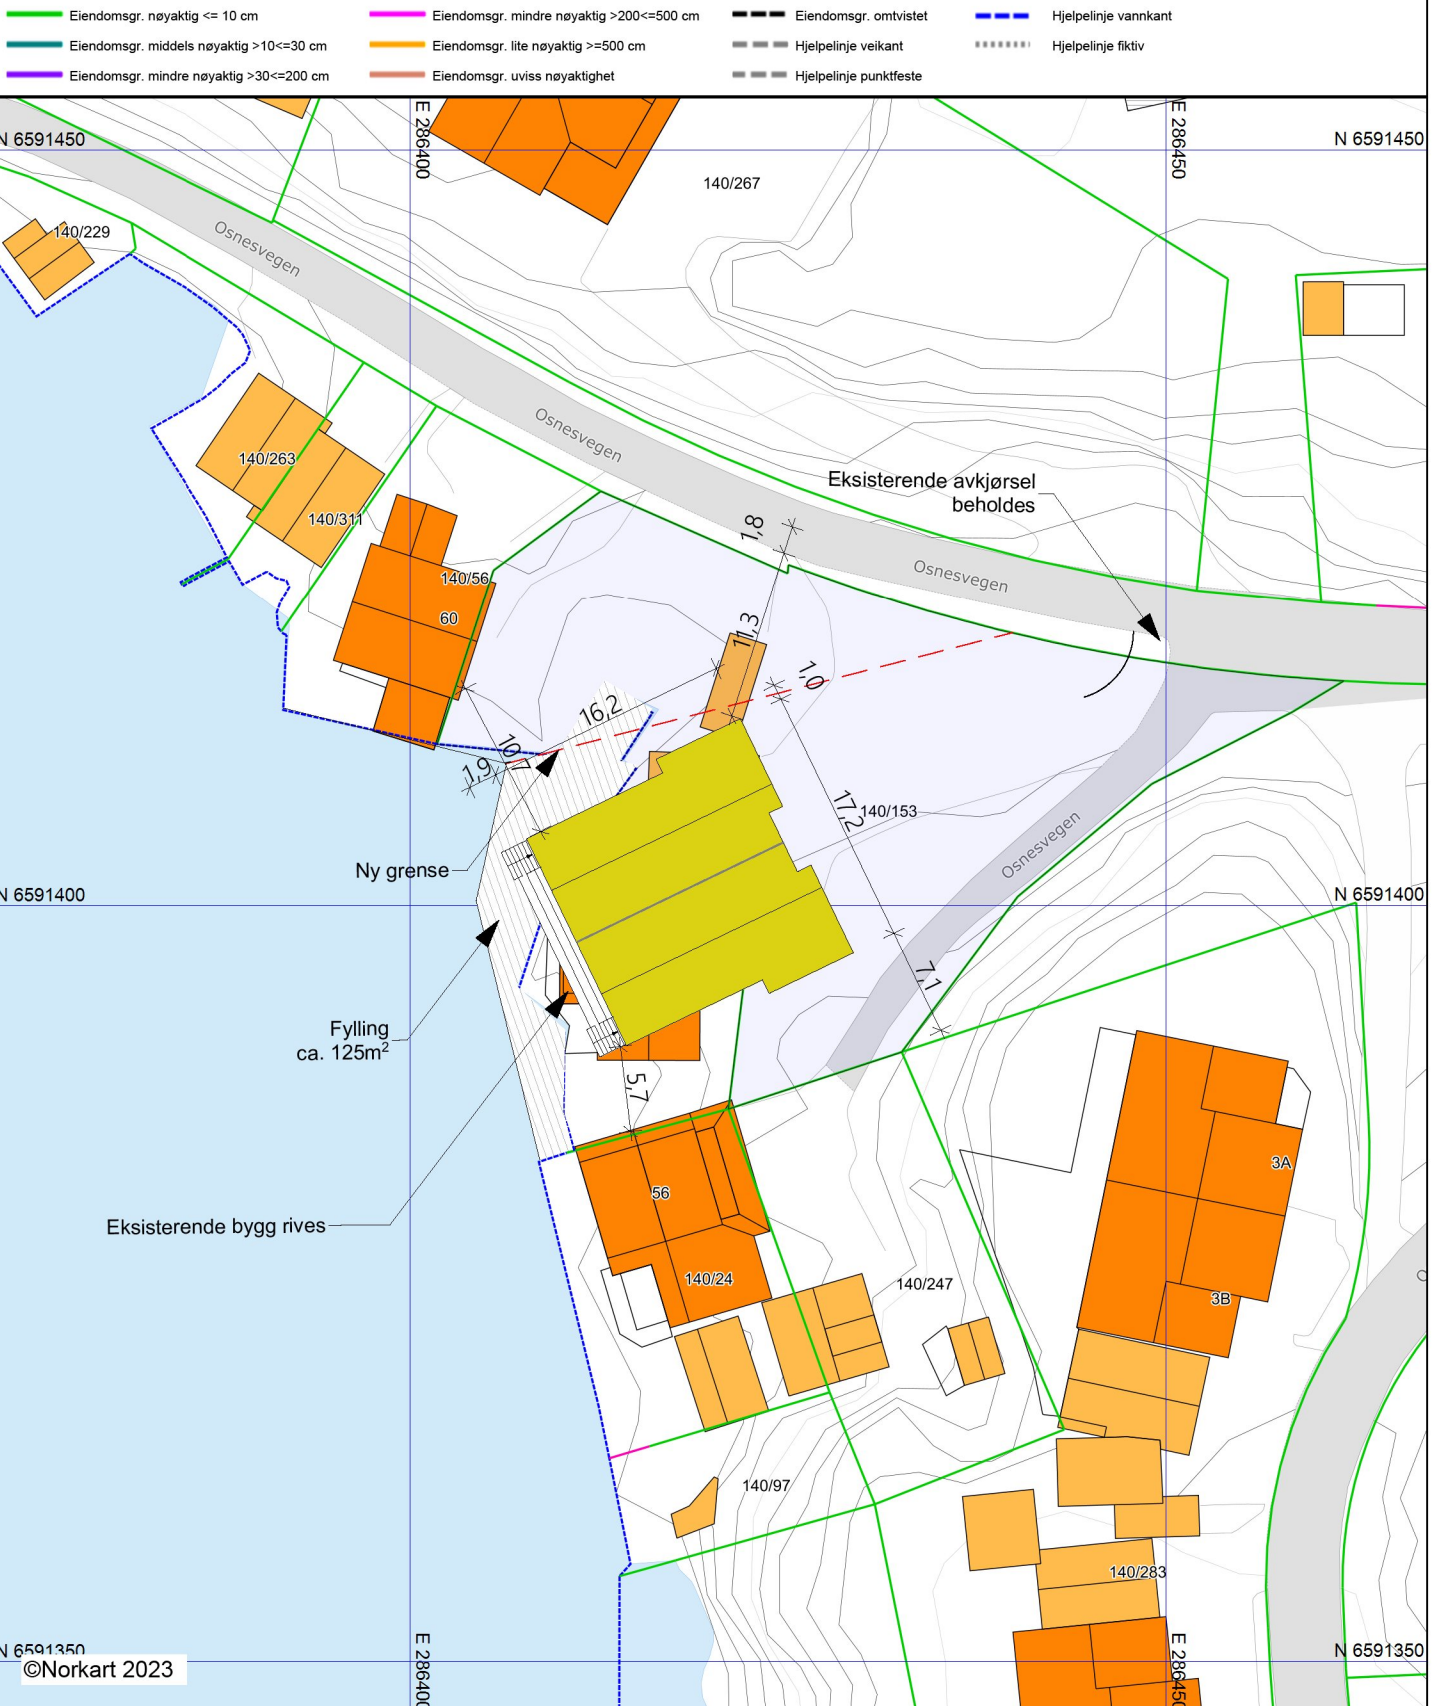 Eiendomsgr. nøyaktig <= 10 cm
Eiendomsgr. mindre nøyaktig >200<=500 cm
Eiendomsgr. omtvistet
Hjelpelinje vannkant
Eiendomsgr. middels nøyaktig >10<=30 cm
Eiendomsgr. lite nøyaktig >=500 cm
Hjelpelinje veikant
Hjelpelinje fiktiv
Eiendomsgr. mindre nøyaktig >30<=200 cm
Eiendomsgr. uviss nøyaktighet
Hjelpelinje punktfeste
N 6591450
E 286400
E 286450
N 6591450
140/267
140/229
Osnesvegen
Osnesvegen
140/263
Eksisterende avkjørsel
beholdes
140/311
1,8
Osnesvegen
140/56
60
11,3
1,0
16,2
10,7
1,9
17,2
140/153
Osnesvegen
Ny grense
N 6591400
N 6591400
7,1
Fylling
ca. 125m²
5,7
3A
56
Eksisterende bygg rives
140/24
140/247
3B
140/97
140/283
N 6591350
E 286400
E 286450
N 6591350
©Norkart 2023